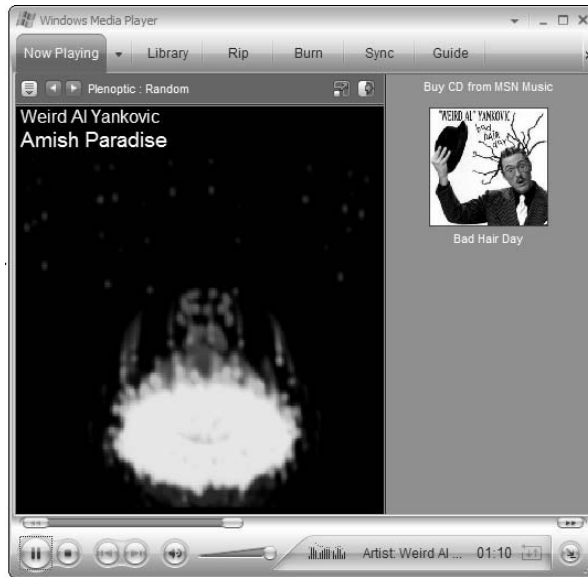 Windows Media Player
Now Playing
Library
Rip
Burn
Sync
Guide
Plenoptic : Random
Buy CD from MSN Music
Weird Al Yankovic
Amish Paradise
"WEIRD AL" YANKOVIC
bad
HAIR
day
Bad Hair Day
Artist: Weird Al ...
01:10